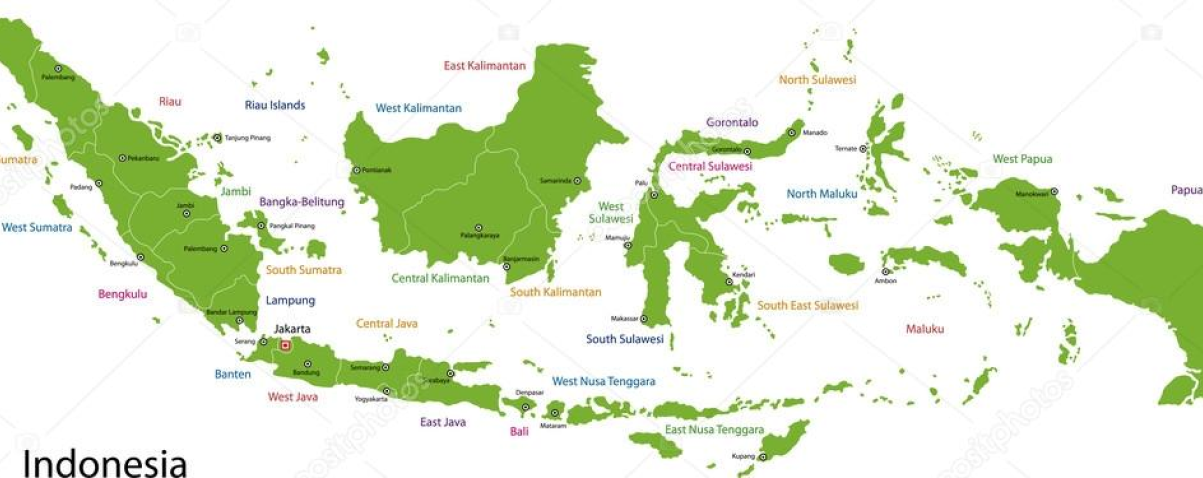 East Kalimantan
North Sulawesi
Palembang
Riau
Riau Islands
West Kalimantan
Gorontalo
Manado
Tanjung Pinang
Gorontalo
Ternate
Pekanbaru
umatra
Central Sulawesi
West Papua
Pontianak
Padang
Samarinda
Palu
Jambi
Bangka-Belitung
North Maluku
Manokwari
Papua
Jambi
West
Sulawesi
West Sumatra
Pangkal Pinang
Palangkaraya
Mamuju
Palembang
Bengkulu
Banjarmasin
South Sumatra
Central Kalimantan
Kendari
Ambon
Bengkulu
Lampung
South Kalimantan
South East Sulawesi
Bandar Lampung
Makassar
Jakarta
Central Java
Maluku
Serang
South Sulawesi
Banten
Bandung
Semarang
Surabaya
West Nusa Tenggara
West Java
Yogyakarta
Denpasar
East Java
Bali
Mataram
East Nusa Tenggara
Kupang
Indonesia
depositphotos